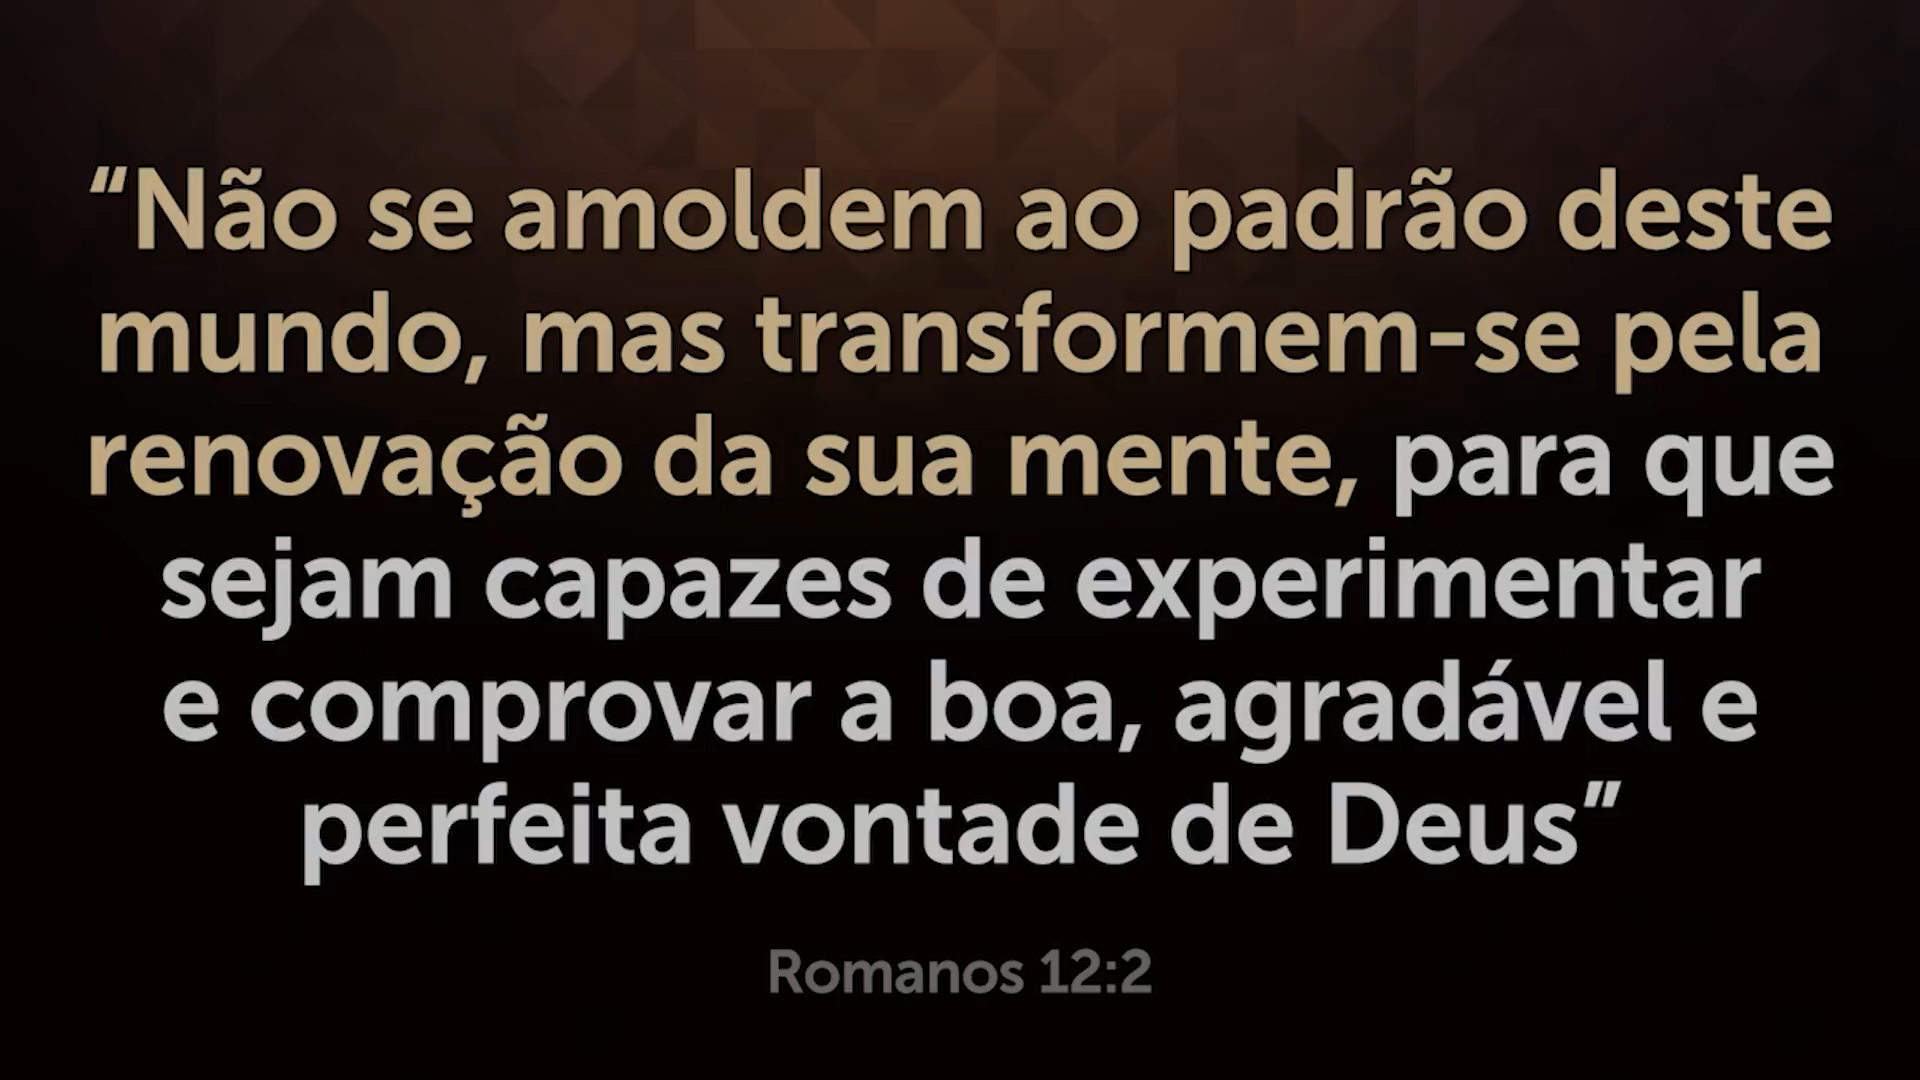 “Não se amoldem ao padrão deste
mundo, mas transformem-se pela
renovação da sua mente, para que
sejam capazes de experimentar
e comprovar a boa, agradável e
perfeita vontade de Deus”
Romanos 12:2